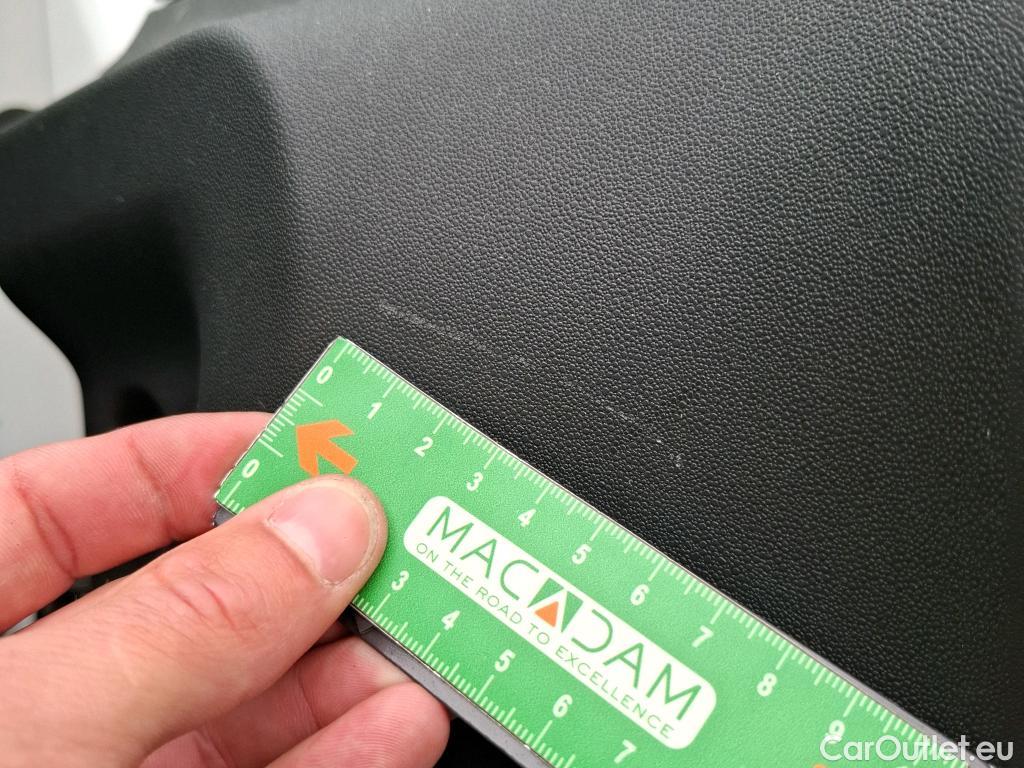 0 1 2 3 4 5 6 7 8 9
MACADAM
ON THE ROAD TO EXCELLENCE
0 3 4 5 6 7
CarOutlet.eu